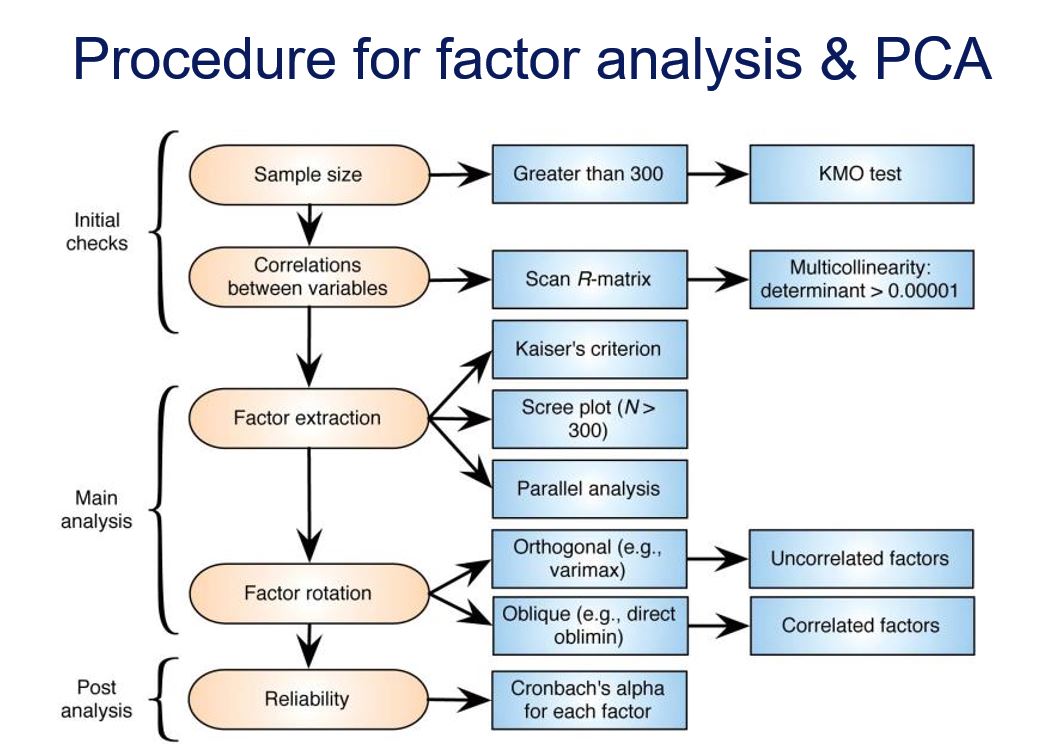 Procedure for factor analysis & PCA
Initial
checks
Sample size
Greater than 300
KMO test
Correlations
between variables
Scan R-matrix
Multicollinearity:
determinant > 0.00001
Main
analysis
Factor extraction
Kaiser's criterion
Scree plot (N >
300)
Parallel analysis
Factor rotation
Orthogonal (e.g.,
varimax)
Uncorrelated factors
Oblique (e.g., direct
oblimin)
Correlated factors
Post
analysis
Reliability
Cronbach's alpha
for each factor